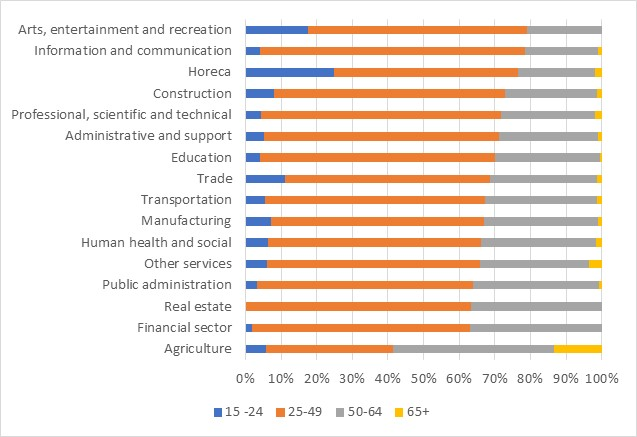 Arts, entertainment and recreation
Information and communication
Horeca
Construction
Professional, scientific and technical
Administrative and support
Education
Trade
Transportation
Manufacturing
Human health and social
Other services
Public administration
Real estate
Financial sector
Agriculture
0% 10% 20% 30% 40% 50% 60% 70% 80% 90% 100%
15 -24 25-49 50-64 65+